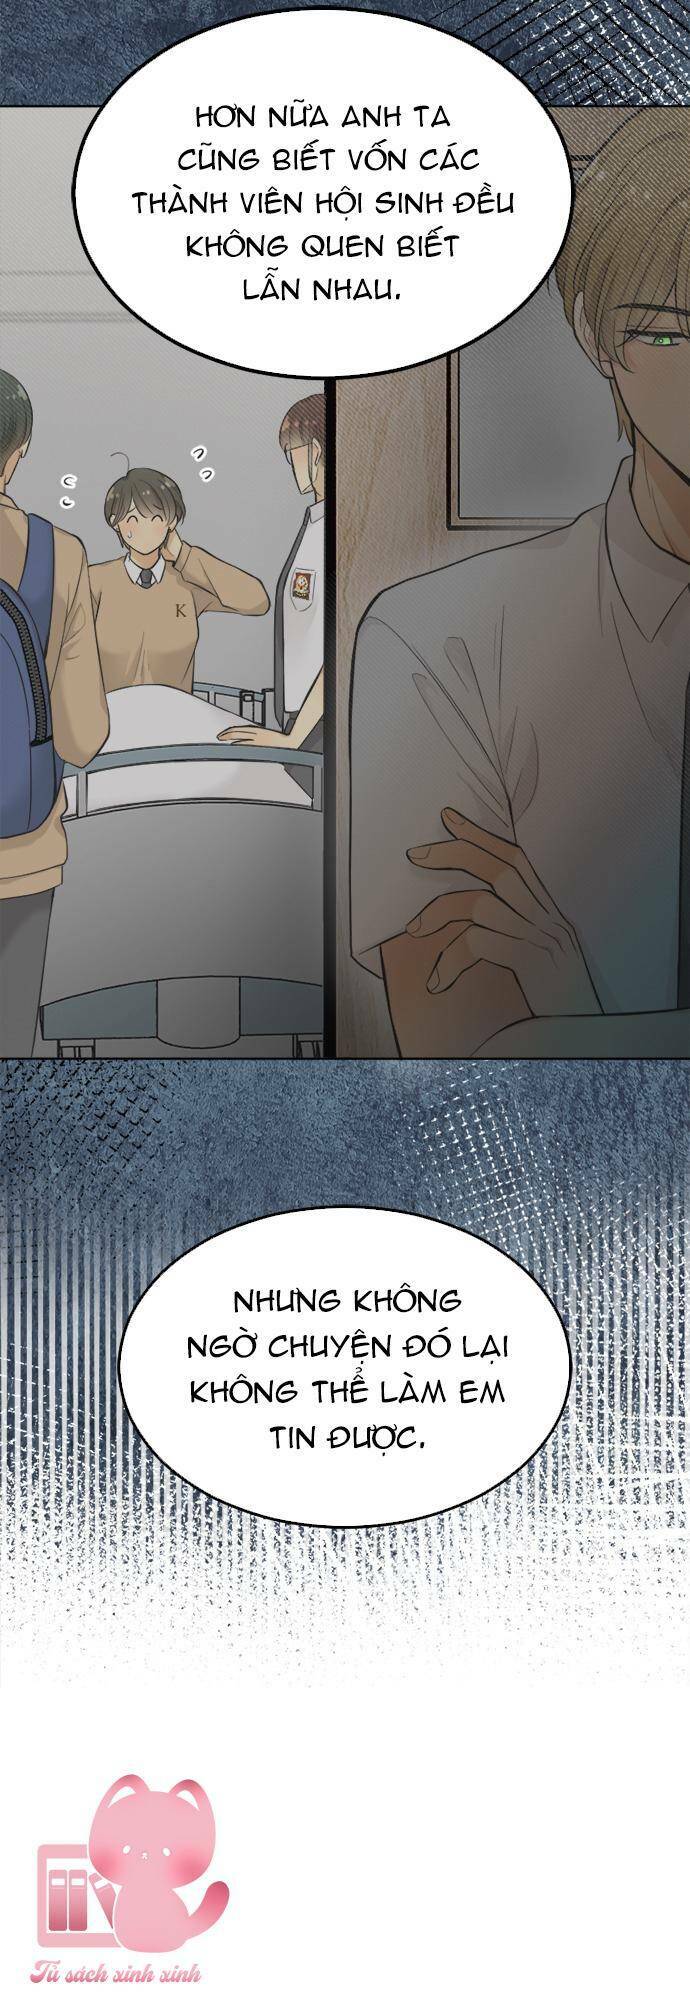 HƠN NỮA ANH TA
CŨNG BIẾT VỐN CÁC
THÀNH VIÊN HỘI SINH ĐỀU
KHÔNG QUEN BIẾT
LẪN NHAU.
K
NHƯNG KHÔNG
NGỜ CHUYỆN ĐÓ LẠI
KHÔNG THỂ LÀM EM
TIN ĐƯỢC.
Tủ sách xinh xinh